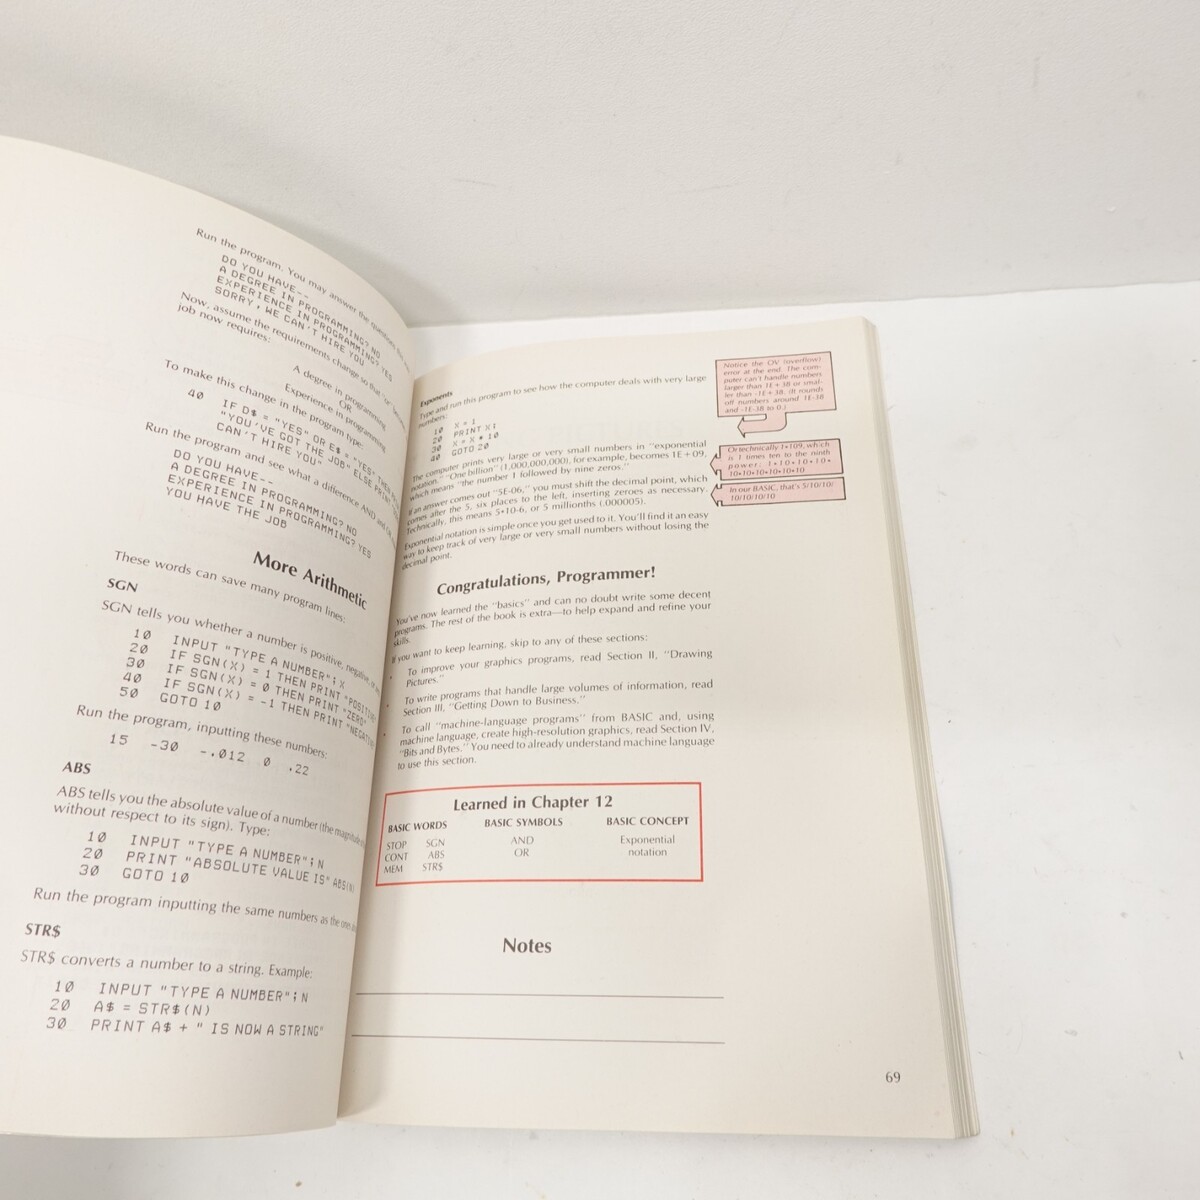 Run the program. You may answer the questions this way:
DO YOU HAVE--
A DEGREE IN PROGRAMMING? NO
EXPERIENCE IN PROGRAMMING? YES
SORRY, WE CAN'T HIRE YOU
Now, assume the requirements change so that "or"
job now requires:
A degree in programming
OR
Experience in programming
To make this change in the program type:
40 IF D$ = "YES" OR E$ = "YES" THEN
"YOU'VE GOT THE JOB" ELSE PRINT
CAN'T HIRE YOU"
Run the program and see what a difference AND and OR
DO YOU HAVE--
A DEGREE IN PROGRAMMING? NO
EXPERIENCE IN PROGRAMMING? YES
YOU HAVE THE JOB
More Arithmetic
These words can save many program lines:
SGN
SGN tells you whether a number is positive, negative, or
10 INPUT "TYPE A NUMBER"; X
20 IF SGN(X) = 1 THEN PRINT "POSITIVE"
30 IF SGN(X) = 0 THEN PRINT "ZERO"
40 IF SGN(X) = -1 THEN PRINT "NEGATIVE"
50 GOTO 10
Run the program, inputting these numbers:
15 -30 -.012 0 .22
ABS
ABS tells you the absolute value of a number (the magnitude
without respect to its sign). Type:
10 INPUT "TYPE A NUMBER"; N
20 PRINT "ABSOLUTE VALUE IS" ABS(N)
30 GOTO 10
Run the program inputting the same numbers as the ones
STR$
STR$ converts a number to a string. Example:
10 INPUT "TYPE A NUMBER"; N
20 A$ = STR$(N)
30 PRINT A$ + " IS NOW A STRING"
Exponents
Type and run this program to see how the computer deals with very large
numbers:
10 X = 1
20 PRINT X;
30 X = X * 10
40 GOTO 20
The computer prints very large or very small numbers in "exponential
notation." "One billion" (1,000,000,000), for example, becomes 1E+09,
which means "the number 1 followed by nine zeros."
If an answer comes out "5E-06," you must shift the decimal point, which
comes after the 5, six places to the left, inserting zeroes as necessary.
Technically, this means 5*10-6, or 5 millionths (.000005).
Exponential notation is simple once you get used to it. You'll find it an easy
way to keep track of very large or very small numbers without losing the
decimal point.
Notice the OV (overflow)
error at the end. The com-
puter can't handle numbers
larger than 1E+38 or smal-
ler than -1E+38. (It rounds
off numbers around 1E-38
and -1E-38 to 0.)
Or technically 1*109, which
is 1 times ten to the ninth
power: 1*10*10*10*
10*10*10*10*10*10
In our BASIC, that's 5/10/10/
10/10/10/10
Congratulations, Programmer!
You've now learned the "basics" and can no doubt write some decent
programs. The rest of the book is extra—to help expand and refine your
skills.
If you want to keep learning, skip to any of these sections:
• To improve your graphics programs, read Section II, "Drawing
Pictures."
• To write programs that handle large volumes of information, read
Section III, "Getting Down to Business."
• To call "machine-language programs" from BASIC and, using
machine language, create high-resolution graphics, read Section IV,
"Bits and Bytes." You need to already understand machine language
to use this section.
Learned in Chapter 12
BASIC WORDS BASIC SYMBOLS BASIC CONCEPT
STOP SGN AND Exponential
CONT ABS OR notation
MEM STR$
Notes
69